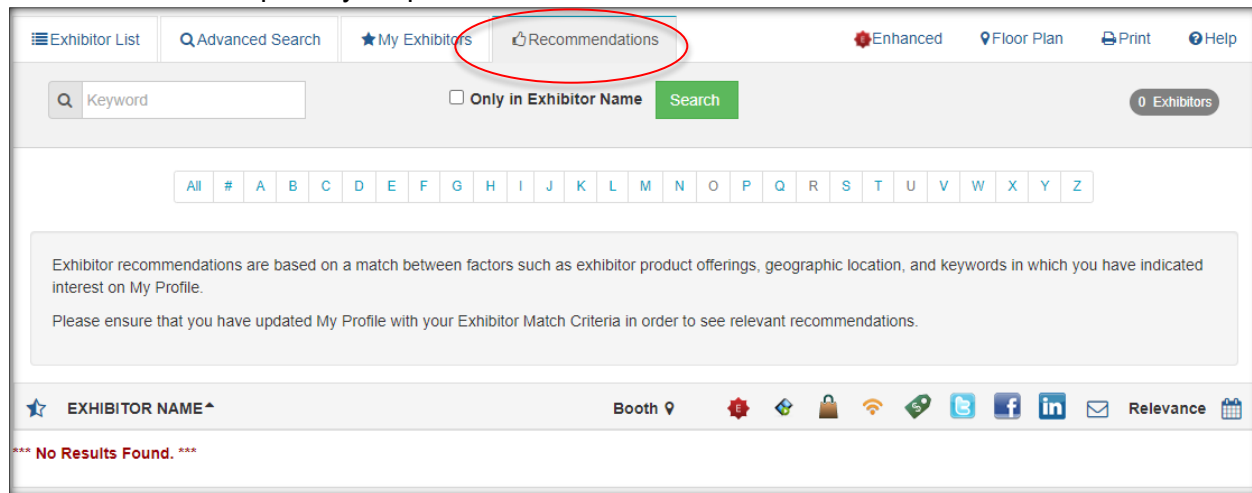 Exhibitor List Advanced Search My Exhibitors Recommendations Enhanced Floor Plan Print Help
Keyword Only in Exhibitor Name Search 0 Exhibitors
All # A B C D E F G H I J K L M N O P Q R S T U V W X Y Z
Exhibitor recommendations are based on a match between factors such as exhibitor product offerings, geographic location, and keywords in which you have indicated
interest on My Profile.
Please ensure that you have updated My Profile with your Exhibitor Match Criteria in order to see relevant recommendations.
EXHIBITOR NAME Booth E $ f in Relevance
*** No Results Found. ***